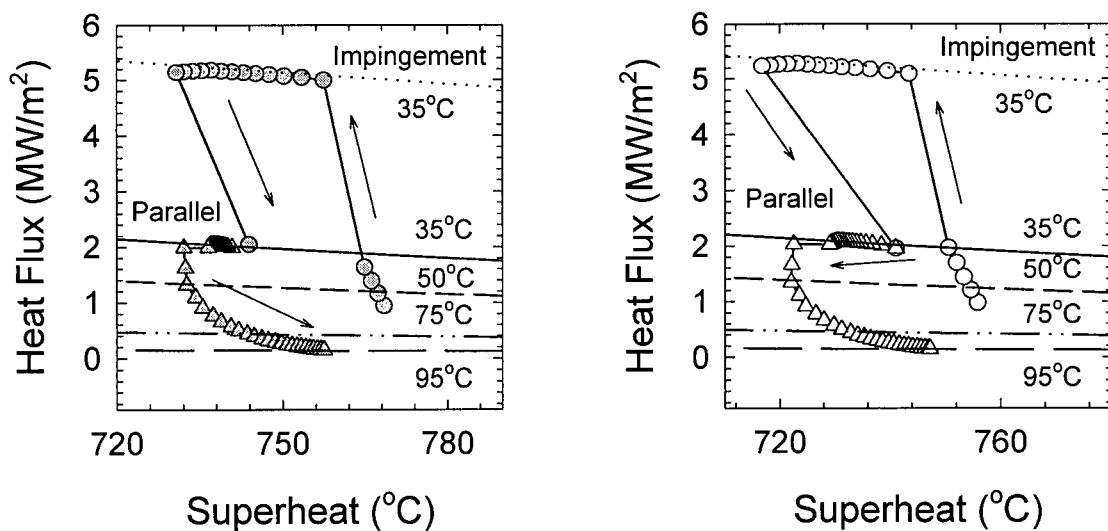 Heat Flux (MW/m²)
6
5
4
3
2
1
0
Impingement
35°C
Parallel
35°C
50°C
75°C
95°C
720
750
780
Superheat (°C)
Heat Flux (MW/m²)
6
5
4
3
2
1
0
Impingement
35°C
Parallel
35°C
50°C
75°C
95°C
720
760
Superheat (°C)